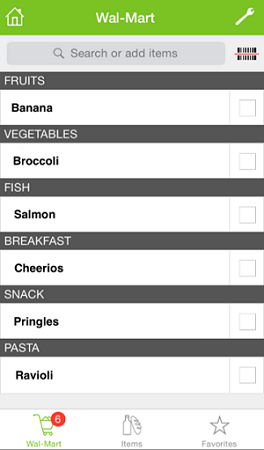 Wal-Mart
Search or add items
FRUITS
Banana
VEGETABLES
Broccoli
FISH
Salmon
BREAKFAST
Cheerios
SNACK
Pringles
PASTA
Ravioli
6
Wal-Mart Items Favorites